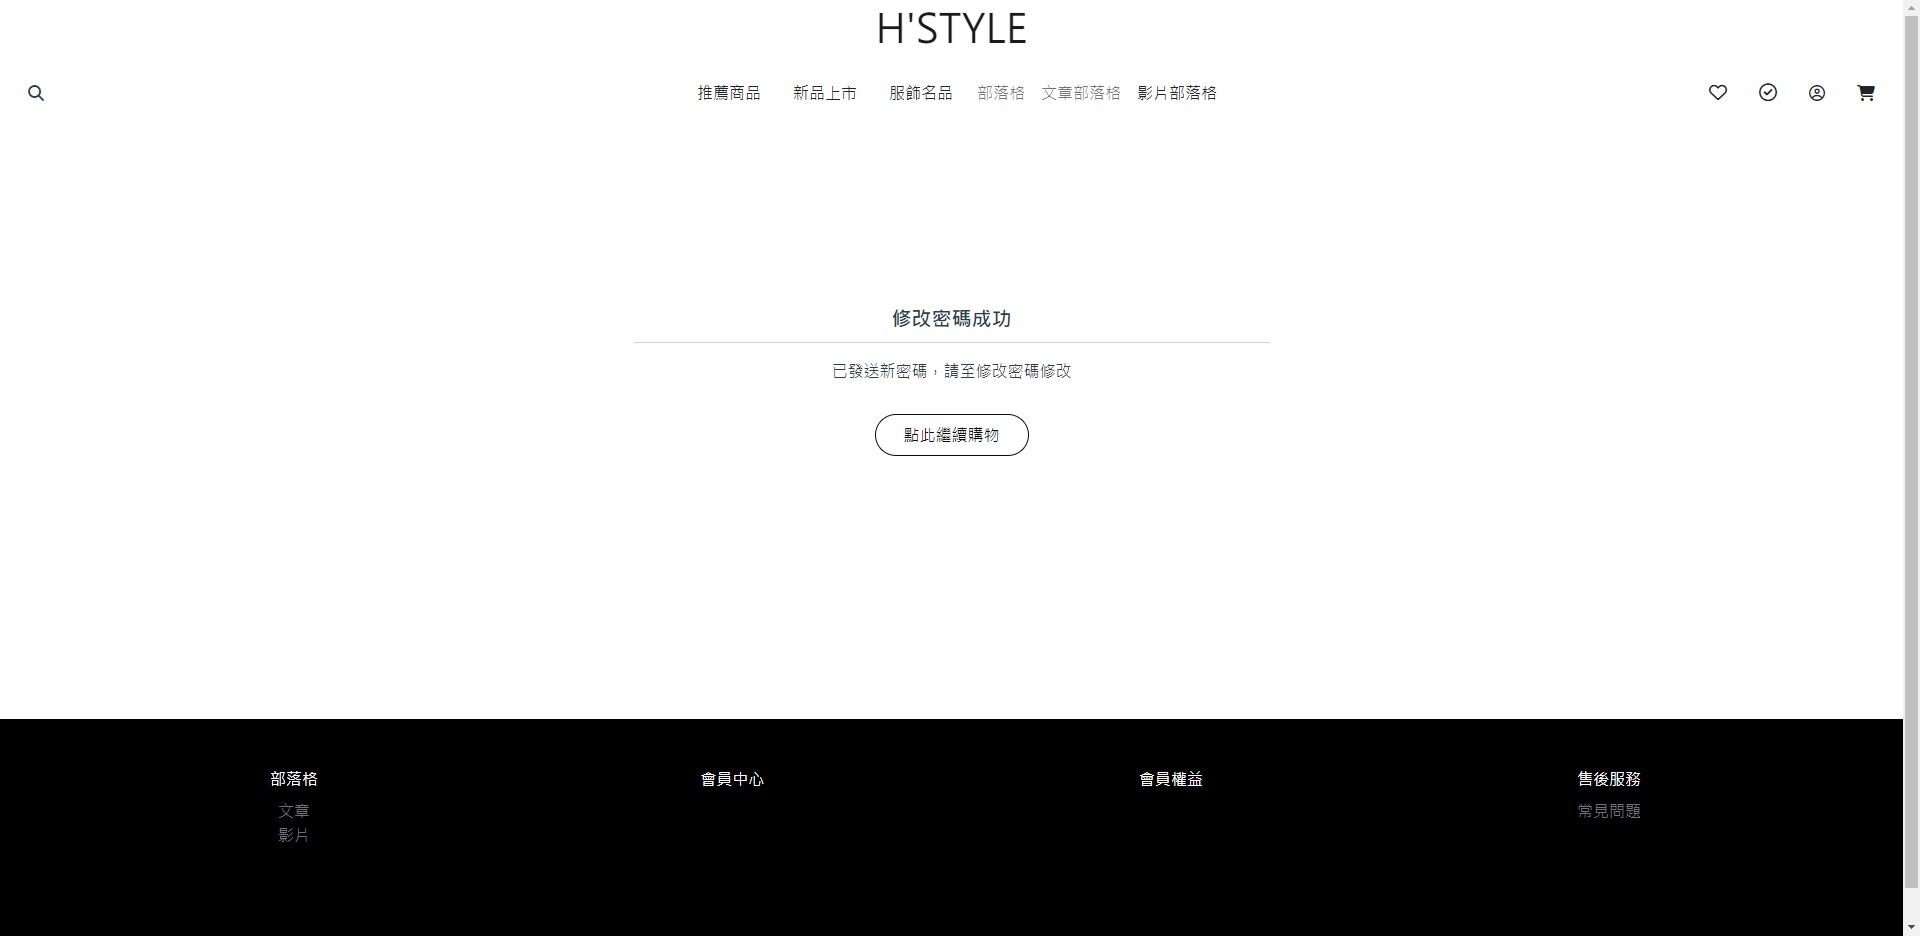 H'STYLE
推薦商品 新品上市 服飾名品 部落格 文章部落格 影片部落格
修改密碼成功
已發送新密碼，請至修改密碼修改
點此繼續購物
部落格 會員中心 會員權益 售後服務
文章 常見問題
影片